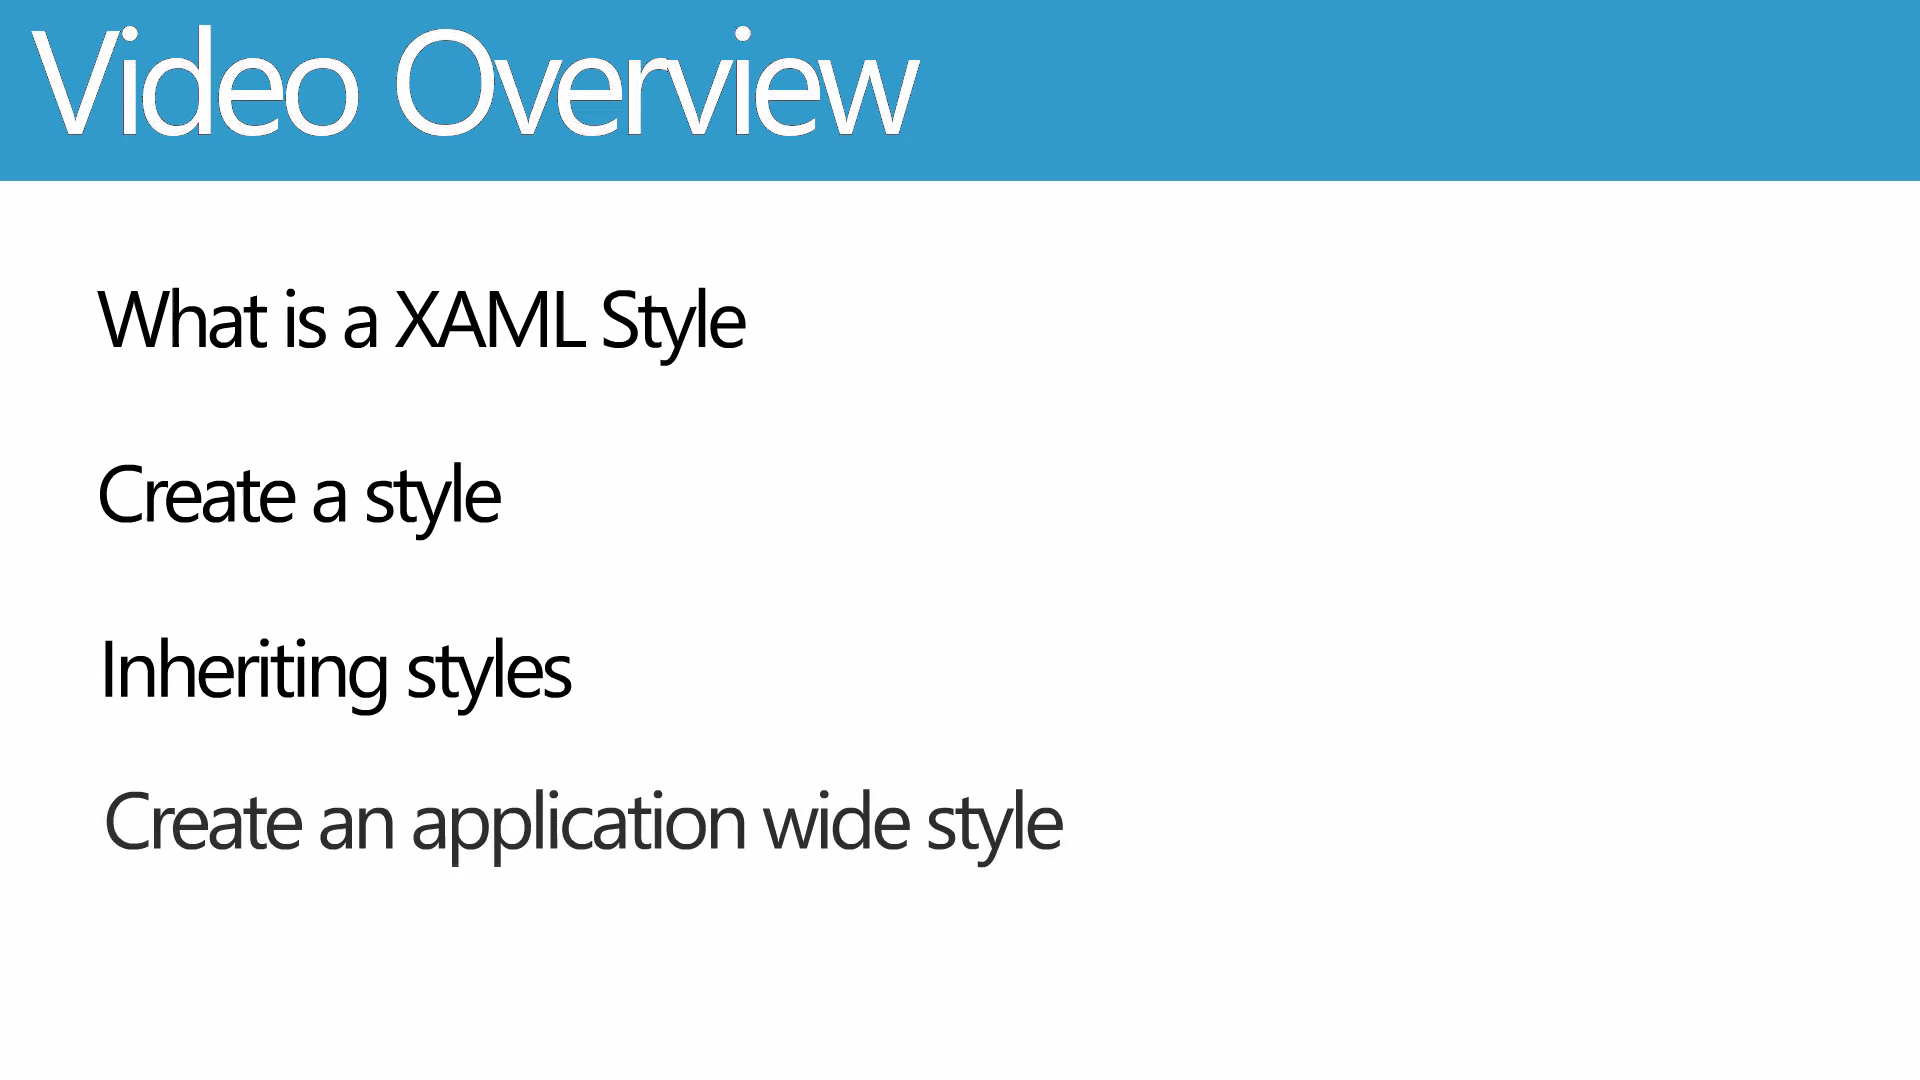 Video Overview
What is a XAML Style
Create a style
Inheriting styles
Create an application wide style